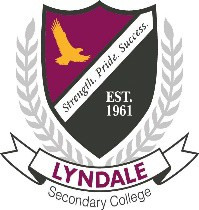 Strength. Pride. Success.
EST.
1961
LYNDALE
Secondary College